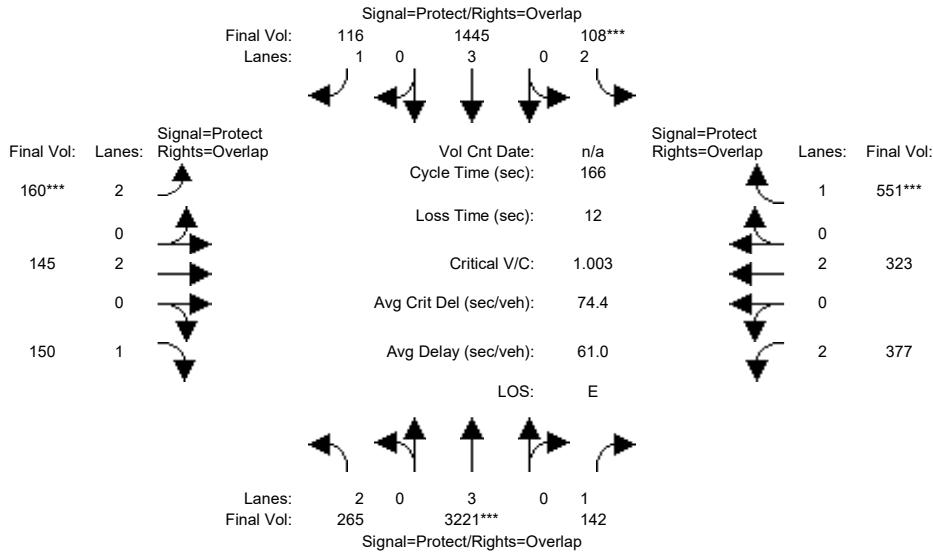 Signal=Protect/Rights=Overlap
Final Vol: 116 1445 108***
Lanes: 1 0 3 0 2
Signal=Protect Signal=Protect
Final Vol: Lanes: Rights=Overlap Vol Cnt Date: n/a Rights=Overlap Lanes: Final Vol:
Cycle Time (sec): 166
160*** 2 1 551***
Loss Time (sec): 12
0 0
145 2 Critical V/C: 1.003 2 323
0 Avg Crit Del (sec/veh): 74.4 0
150 1 Avg Delay (sec/veh): 61.0 2 377
LOS: E
Lanes: 2 0 3 0 1
Final Vol: 265 3221*** 142
Signal=Protect/Rights=Overlap